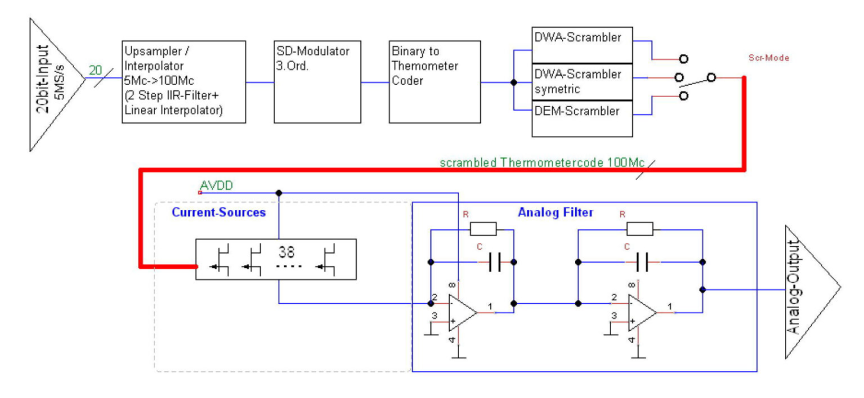 20bit-Input
5MS/s
20
Upsampler /
Interpolator
5Mc->100Mc
(2 Step IIR-Filter+
Linear Interpolator)
SD-Modulator
3.Ord.
Binary to
Themometer
Coder
DWA-Scrambler
DWA-Scrambler
symetric
DEM-Scrambler
Scr-Mode
scrambled Thermometercode 100Mc
AVDD
Current-Sources
38
....
Analog Filter
R
C
8
2
1
3
4
R
C
8
2
1
3
4
Analog-Output